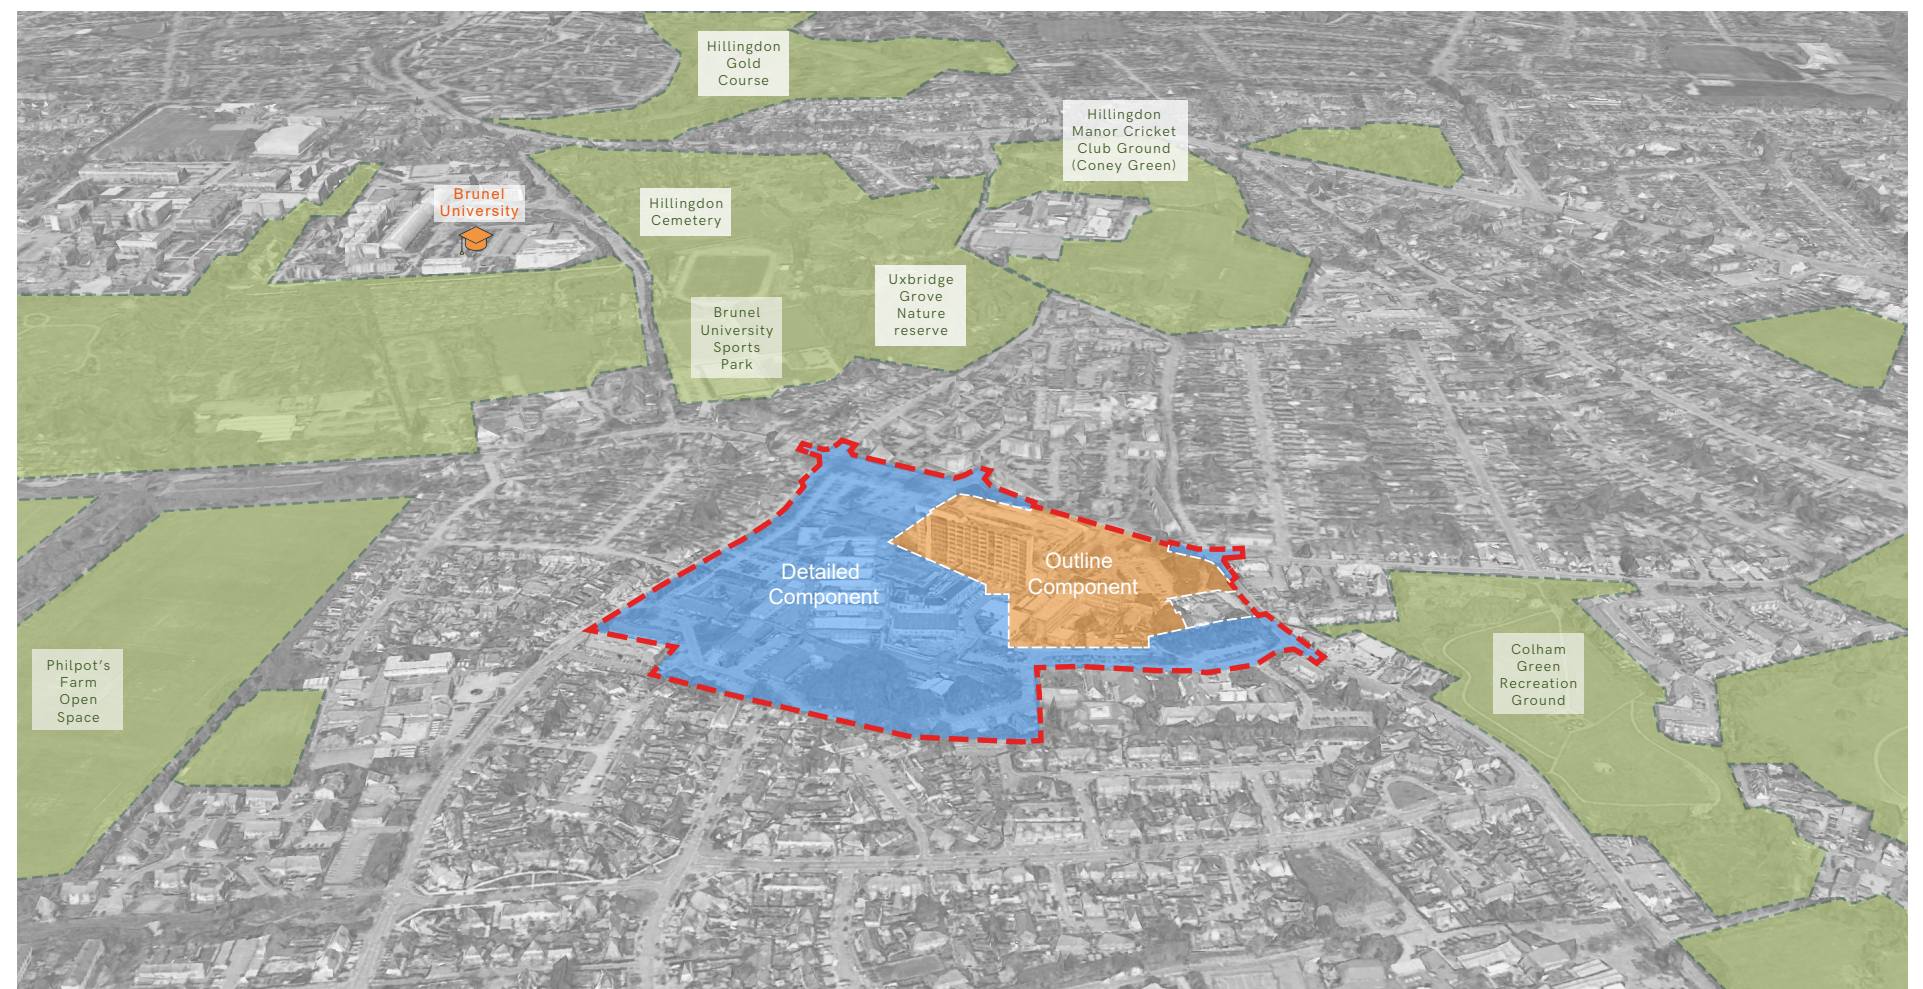 Hillingdon
Gold
Course
Hillingdon
Manor Cricket
Club Ground
(Coney Green)
Brunel
University
Hillingdon
Cemetery
Uxbridge
Grove
Nature
reserve
Brunel
University
Sports
Park
Detailed
Component
Outline
Component
Philpot's
Farm
Open
Space
Colham
Green
Recreation
Ground